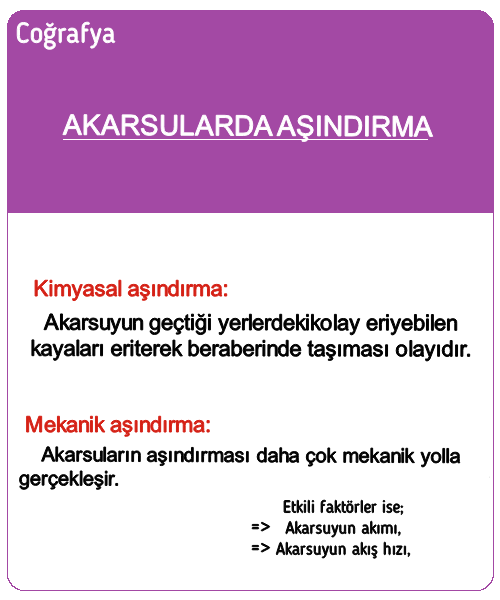 Coğrafya
AKARSULARDA AŞINDIRMA
Kimyasal aşındırma:
Akarsuyun geçtiği yerlerdekikolay eriyebilen
kayaları eriterek beraberinde taşıması olayıdır.
Mekanik aşındırma:
Akarsuların aşındırması daha çok mekanik yolla
gerçekleşir.
Etkili faktörler ise;
=> Akarsuyun akımı,
=> Akarsuyun akış hızı,